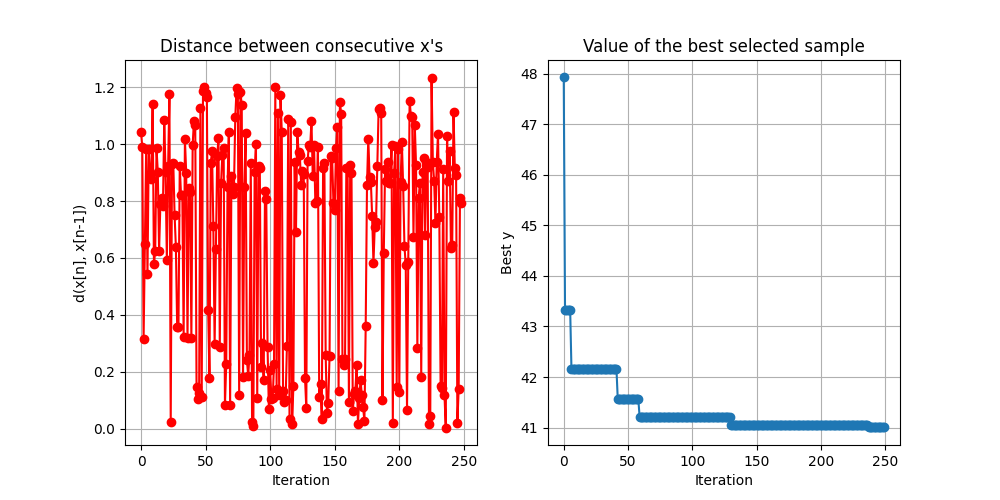 Distance between consecutive x's
1.2
1.0
0.8
0.6
0.4
0.2
0.0
d(x[n], x[n-1])
0 50 100 150 200 250
Iteration
Value of the best selected sample
48
47
46
45
44
43
42
41
Best y
0 50 100 150 200 250
Iteration